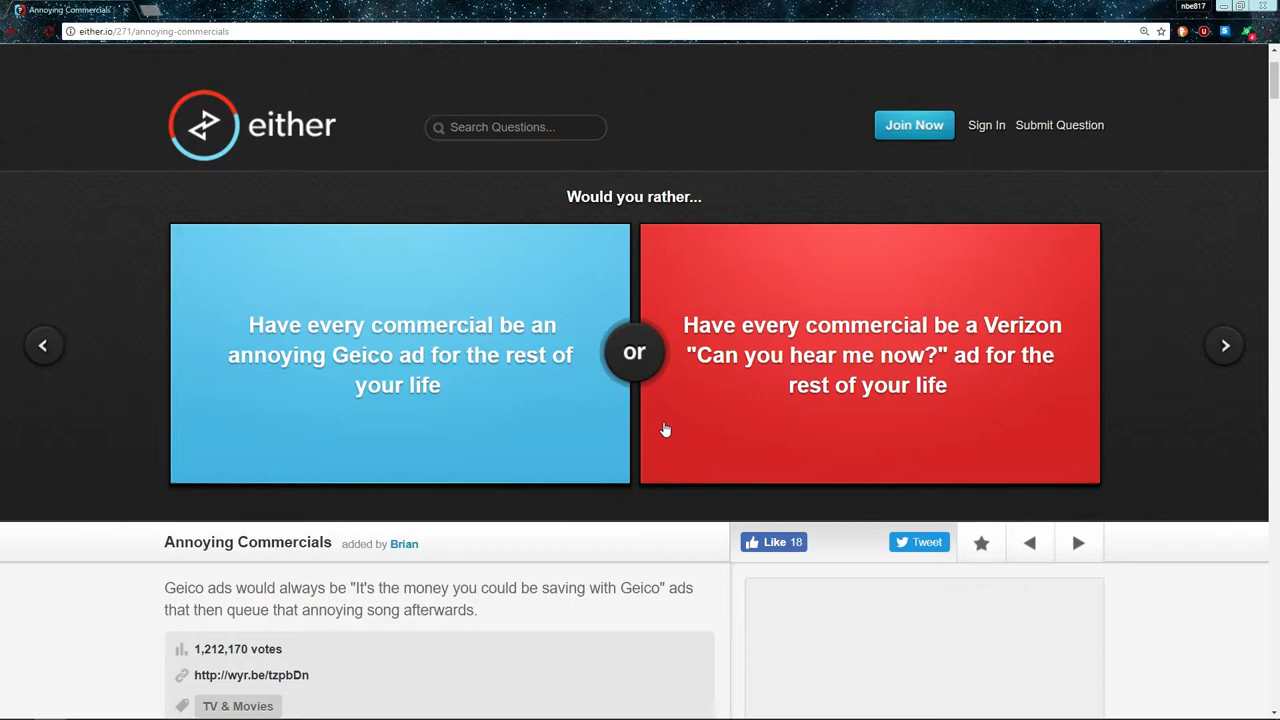 Annoying Commercials
nbe817
either.io/271/annoying-commercials
either
Search Questions...
Join Now
Sign In
Submit Question
Would you rather...
Have every commercial be an
annoying Geico ad for the rest of
your life
or
Have every commercial be a Verizon
"Can you hear me now?" ad for the
rest of your life
Annoying Commercials
added by Brian
Like 18
Tweet
Geico ads would always be "It's the money you could be saving with Geico" ads
that then queue that annoying song afterwards.
1,212,170 votes
http://wyr.be/tzpbDn
TV & Movies